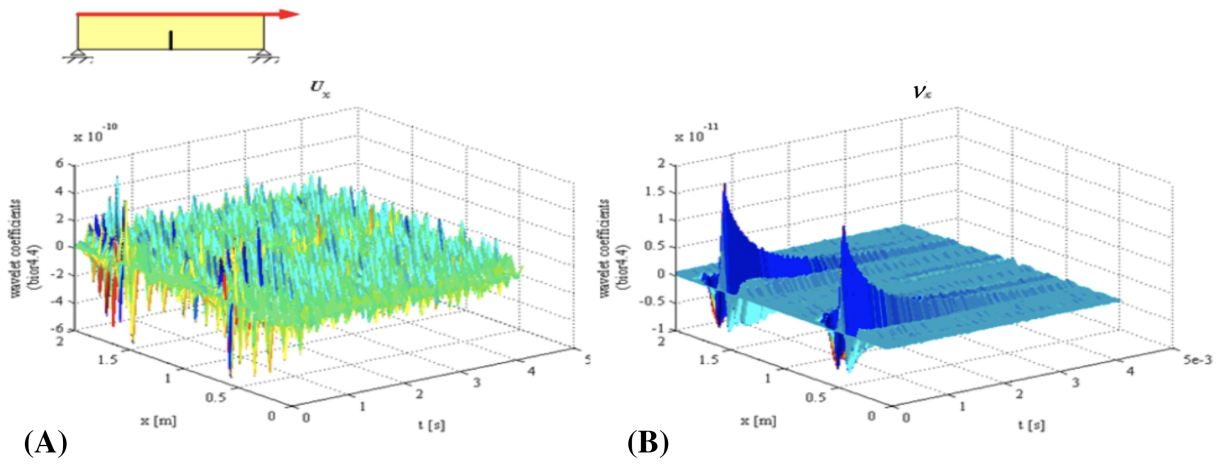 U_x
x 10^-10
6
4
2
0
-2
-4
-6
wavelet coefficients
(bior4.4)
2
1.5
1
0.5
0
x [m]
0
1
2
3
4
5
t [s]
(A)
ν_x
x 10^-11
2
1.5
1
0.5
0
-0.5
-1
wavelet coefficients
(bior4.4)
2
1.5
1
0.5
0
x [m]
0
1
2
3
4
5e-3
t [s]
(B)